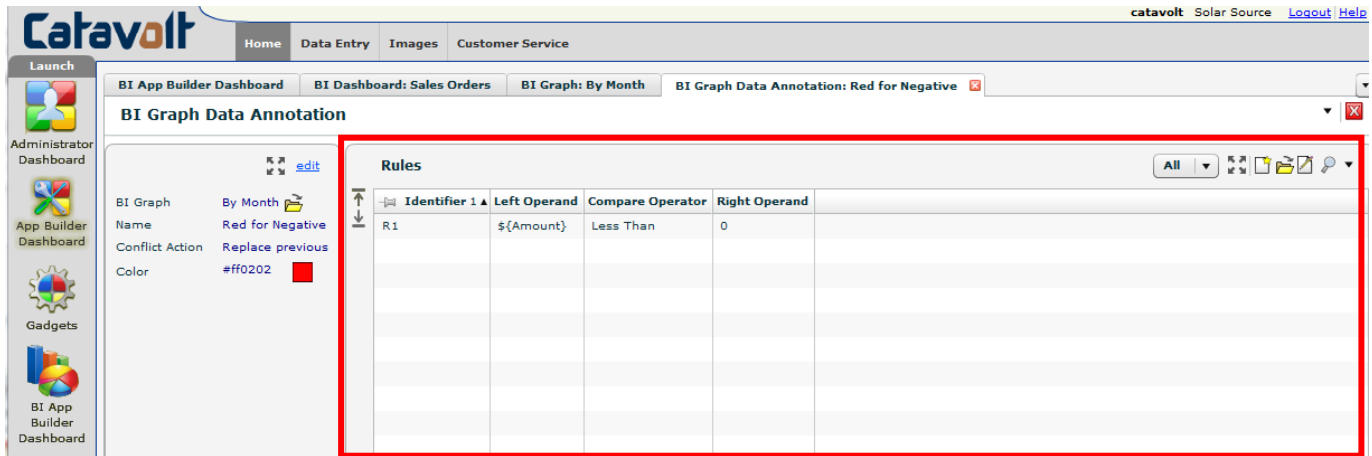 catavolt Solar Source Logout Help
Catavolt
Home Data Entry Images Customer Service
Launch
BI App Builder Dashboard BI Dashboard: Sales Orders BI Graph: By Month BI Graph Data Annotation: Red for Negative
BI Graph Data Annotation
Administrator
Dashboard
App Builder
Dashboard
Gadgets
BI App
Builder
Dashboard
edit
BI Graph By Month
Name Red for Negative
Conflict Action Replace previous
Color #ff0202
Rules All
Identifier 1 Left Operand Compare Operator Right Operand
R1 ${Amount} Less Than 0